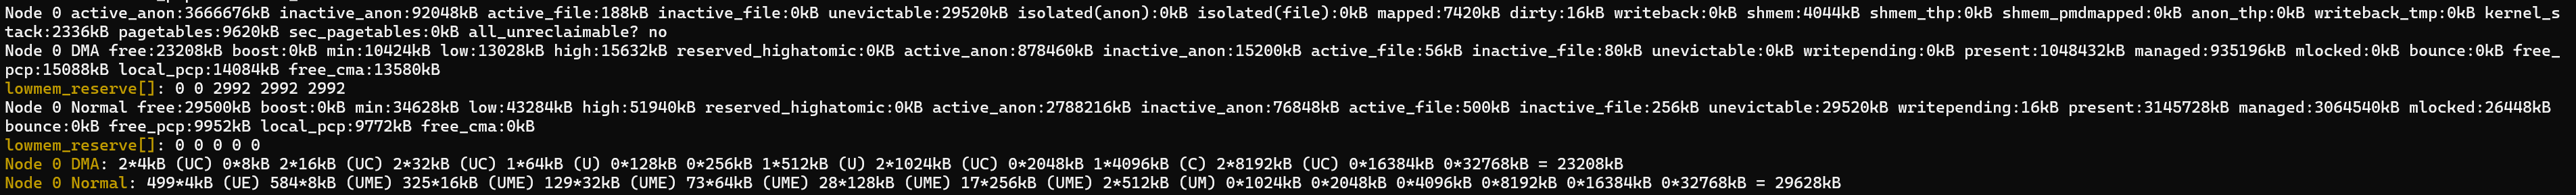 Node 0 active_anon:3666676kB inactive_anon:92048kB active_file:188kB inactive_file:0kB unevictable:29520kB isolated(anon):0kB isolated(file):0kB mapped:7420kB dirty:16kB writeback:0kB shmem:4044kB shmem_thp:0kB shmem_pmdmapped:0kB anon_thp:0kB writeback_tmp:0kB kernel_s
tack:2336kB pagetables:9620kB sec_pagetables:0kB all_unreclaimable? no
Node 0 DMA free:23208kB boost:0kB min:10424kB low:13028kB high:15632kB reserved_highatomic:0KB active_anon:878460kB inactive_anon:15200kB active_file:56kB inactive_file:80kB unevictable:0kB writepending:0kB present:1048432kB managed:935196kB mlocked:0kB bounce:0kB free_
pcp:15088kB local_pcp:14084kB free_cma:13580kB
lowmem_reserve[]: 0 0 2992 2992 2992
Node 0 Normal free:29500kB boost:0kB min:34628kB low:43284kB high:51940kB reserved_highatomic:0KB active_anon:2788216kB inactive_anon:76848kB active_file:500kB inactive_file:256kB unevictable:29520kB writepending:16kB present:3145728kB managed:3064540kB mlocked:26448kB
bounce:0kB free_pcp:9952kB local_pcp:9772kB free_cma:0kB
lowmem_reserve[]: 0 0 0 0 0
Node 0 DMA: 2*4kB (UC) 0*8kB 2*16kB (UC) 2*32kB (UC) 1*64kB (U) 0*128kB 0*256kB 1*512kB (U) 2*1024kB (UC) 0*2048kB 1*4096kB (C) 2*8192kB (UC) 0*16384kB 0*32768kB = 23208kB
Node 0 Normal: 499*4kB (UE) 584*8kB (UME) 325*16kB (UME) 129*32kB (UME) 73*64kB (UME) 28*128kB (UME) 17*256kB (UME) 2*512kB (UM) 0*1024kB 0*2048kB 0*4096kB 0*8192kB 0*16384kB 0*32768kB = 29628kB